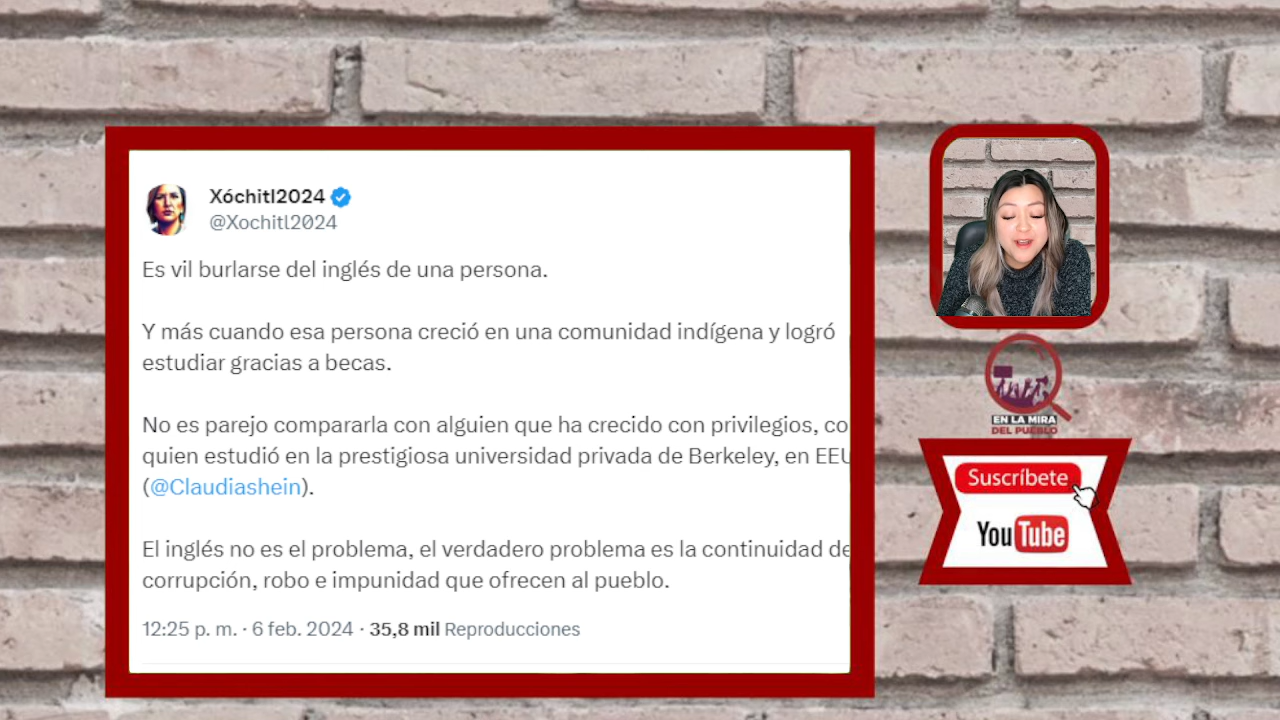 Xóchitl2024
@Xochitl2024
Es vil burlarse del inglés de una persona.
Y más cuando esa persona creció en una comunidad indígena y logró
estudiar gracias a becas.
No es parejo compararla con alguien que ha crecido con privilegios, co
quien estudió en la prestigiosa universidad privada de Berkeley, en EEU
(@Claudiashein).
El inglés no es el problema, el verdadero problema es la continuidad de
corrupción, robo e impunidad que ofrecen al pueblo.
12:25 p. m. · 6 feb. 2024 · 35,8 mil Reproducciones
EN LA MIRA
DEL PUEBLO
Suscríbete
YouTube